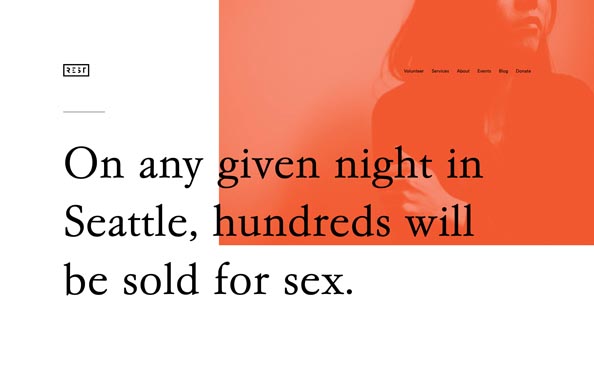 REST
Volunteer Services About Events Blog Donate
On any given night in
Seattle, hundreds will
be sold for sex.